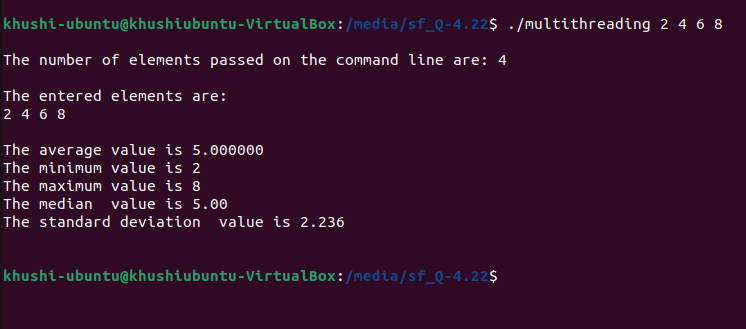 khushi-ubuntu@khushiubuntu-VirtualBox:/media/sf_Q-4.22$ ./multithreading 2 4 6 8
The number of elements passed on the command line are: 4
The entered elements are:
2 4 6 8
The average value is 5.000000
The minimum value is 2
The maximum value is 8
The median  value is 5.00
The standard deviation  value is 2.236
khushi-ubuntu@khushiubuntu-VirtualBox:/media/sf_Q-4.22$